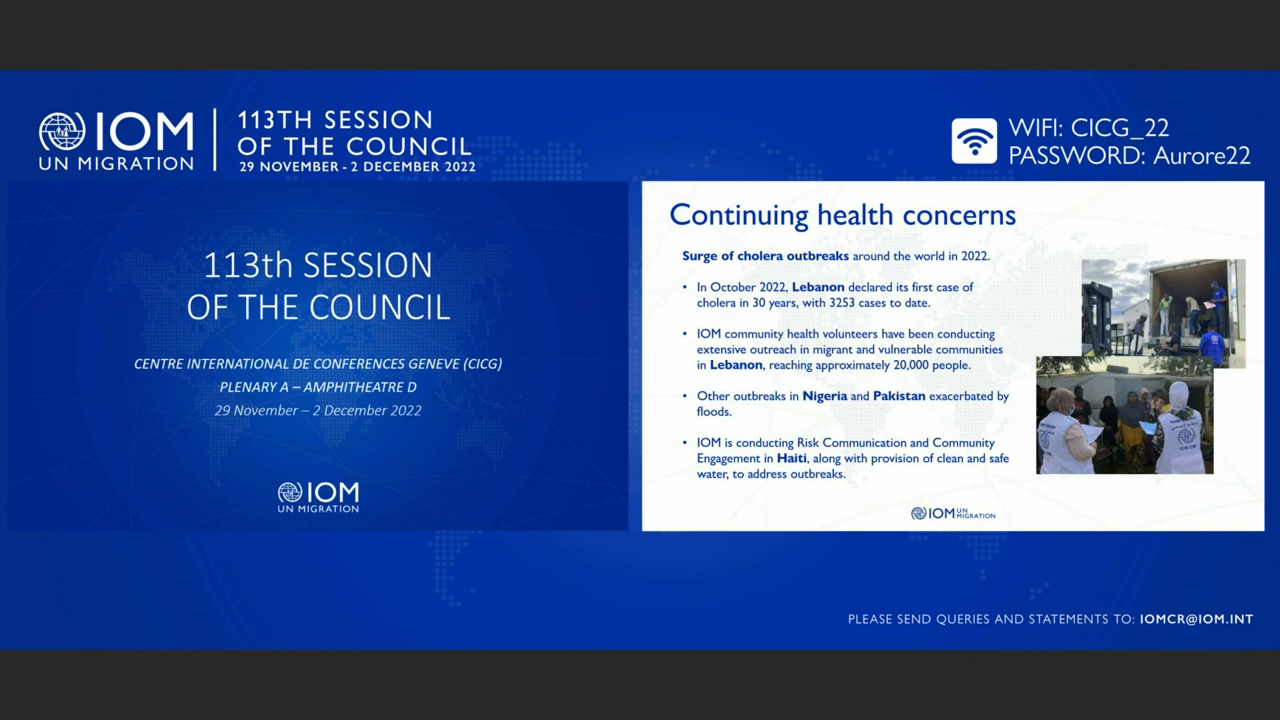 IOM
UN MIGRATION
113TH SESSION
OF THE COUNCIL
29 NOVEMBER - 2 DECEMBER 2022
WIFI: CICG_22
PASSWORD: Aurore22
113th SESSION
OF THE COUNCIL
CENTRE INTERNATIONAL DE CONFERENCES GENEVE (CICG)
PLENARY A – AMPHITHEATRE D
29 November – 2 December 2022
IOM
UN MIGRATION
Continuing health concerns
Surge of cholera outbreaks around the world in 2022.
• In October 2022, Lebanon declared its first case of
cholera in 30 years, with 3253 cases to date.
• IOM community health volunteers have been conducting
extensive outreach in migrant and vulnerable communities
in Lebanon, reaching approximately 20,000 people.
• Other outbreaks in Nigeria and Pakistan exacerbated by
floods.
• IOM is conducting Risk Communication and Community
Engagement in Haiti, along with provision of clean and safe
water, to address outbreaks.
IOM UN MIGRATION
PLEASE SEND QUERIES AND STATEMENTS TO: IOMCR@IOM.INT